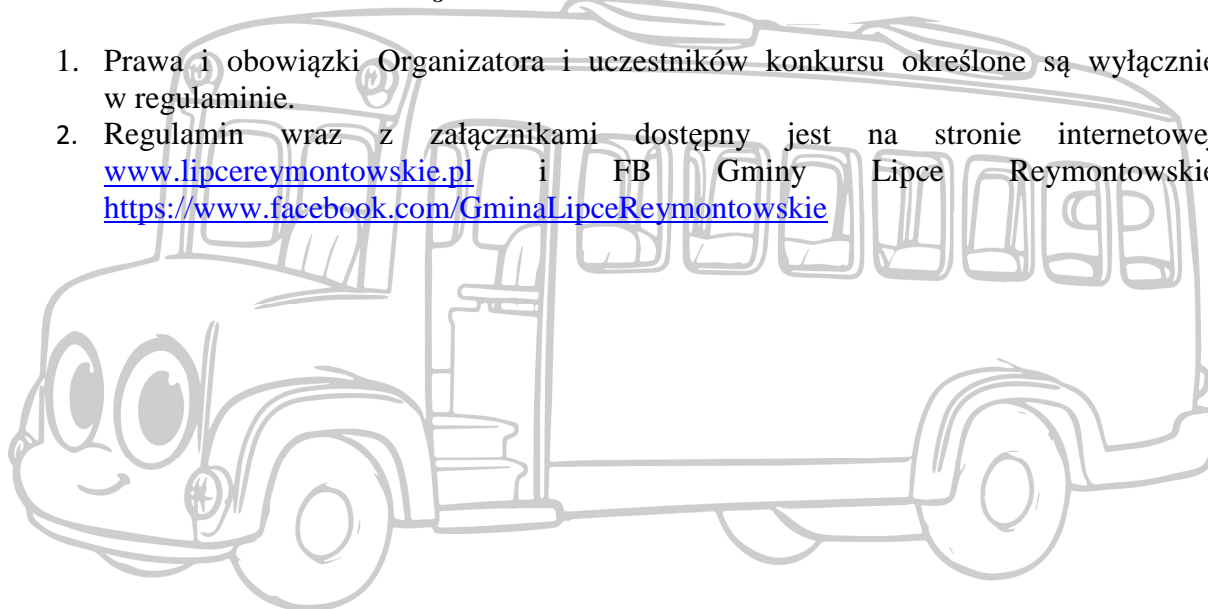 1. Prawa i obowiązki Organizatora i uczestników konkursu określone są wyłącznie
w regulaminie.
2. Regulamin wraz z załącznikami dostępny jest na stronie internetowej
www.lipcereymontowskie.pl i FB Gminy Lipce Reymontowskie
https://www.facebook.com/GminaLipceReymontowskie